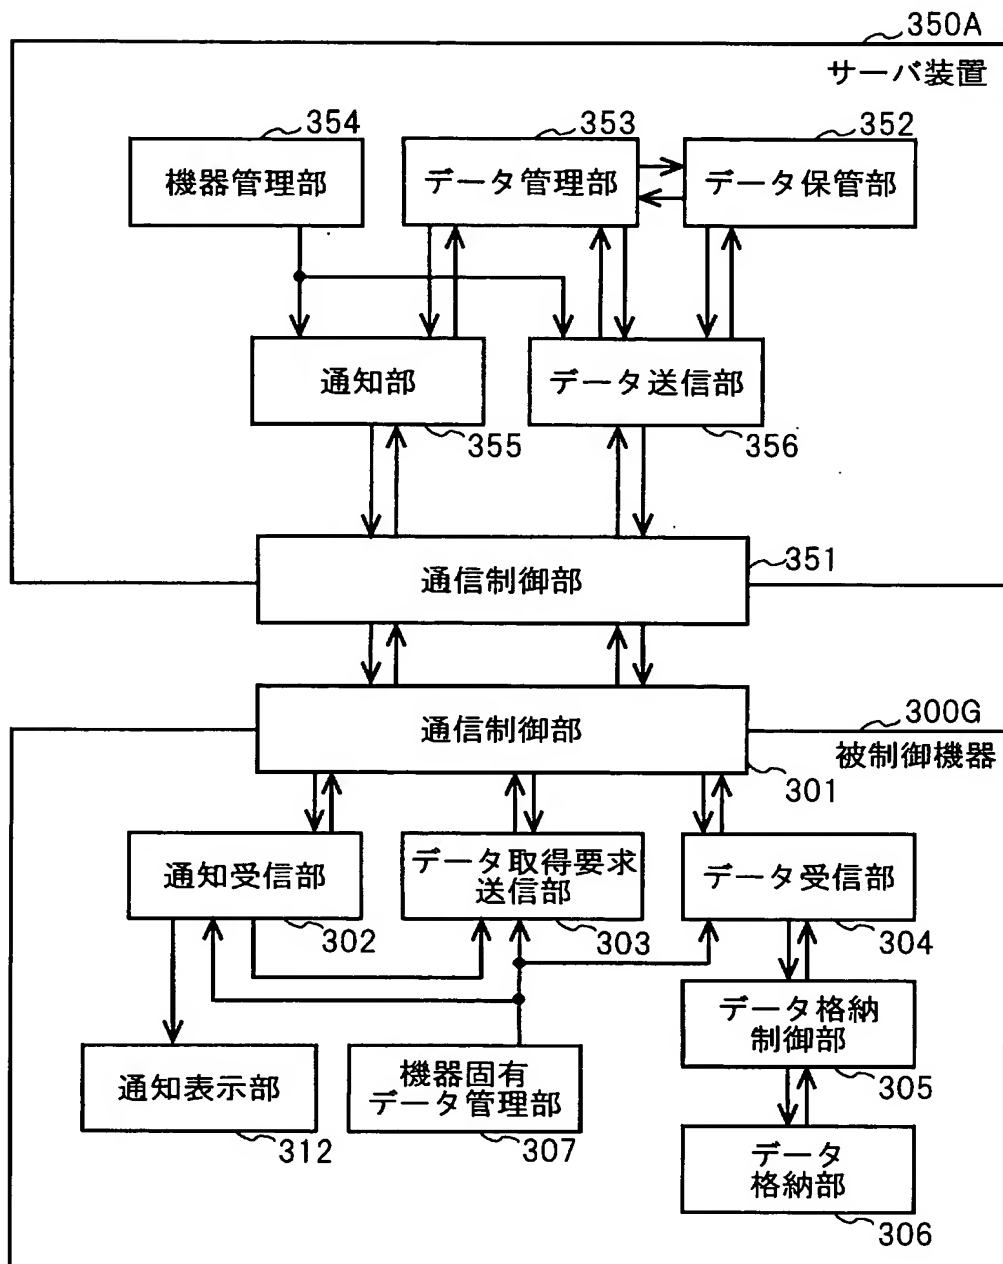 350A
サーバ装置
354
353
352
機器管理部
データ管理部
データ保管部
通知部
データ送信部
355
356
通信制御部
351
通信制御部
300G
被制御機器
301
通知受信部
データ取得要求
送信部
データ受信部
302
303
304
データ格納
制御部
305
通知表示部
機器固有
データ管理部
312
307
データ
格納部
306